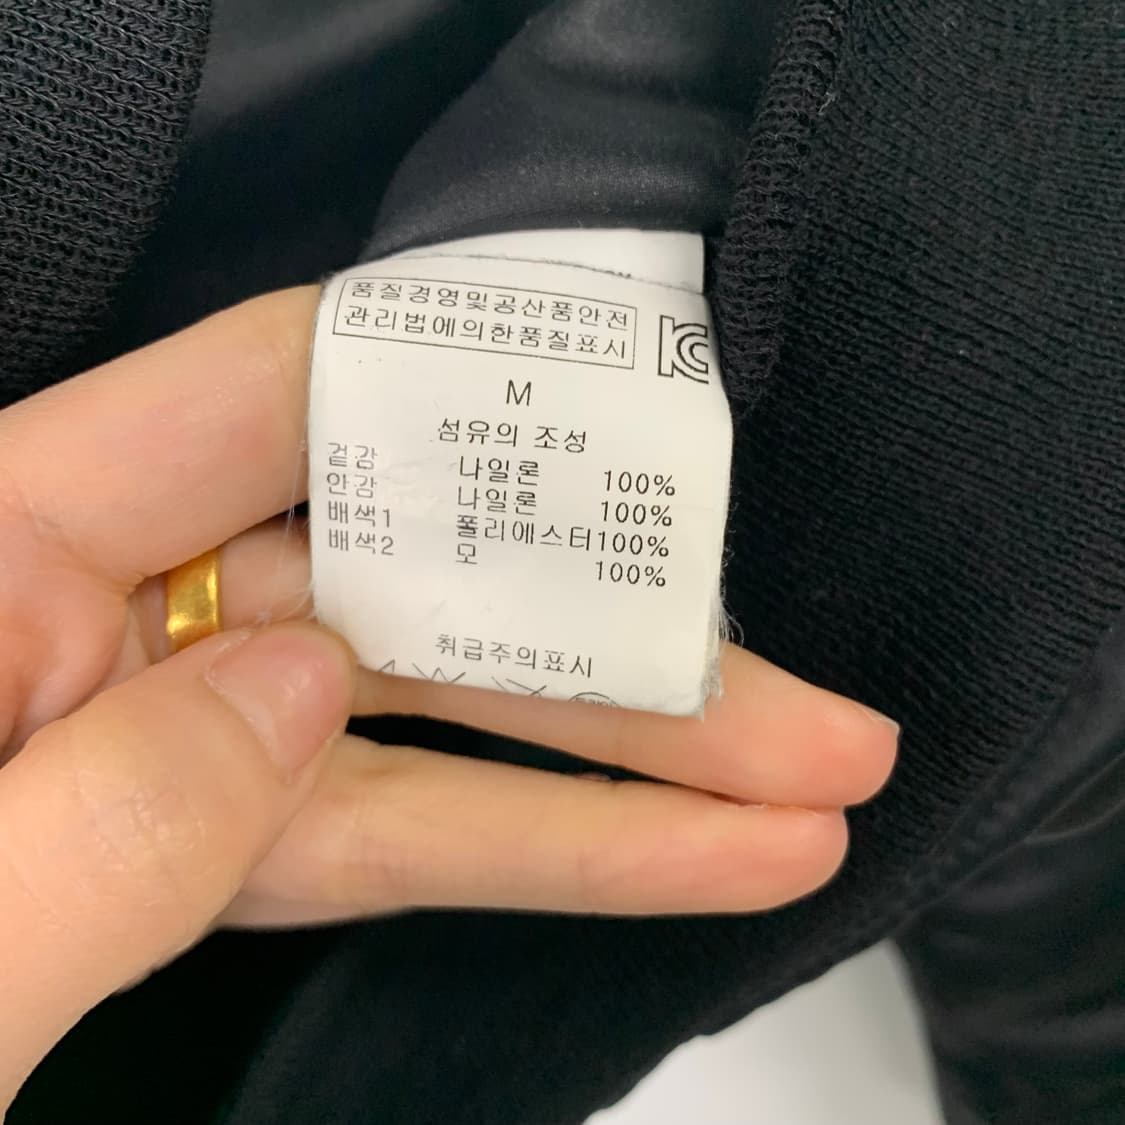 품질경영및공산품안전
관리법에의한품질표시
KC
M
섬유의 조성
겉감 나일론 100%
안감 나일론 100%
배색1 폴리에스터100%
배색2 모 100%
취급주의표시